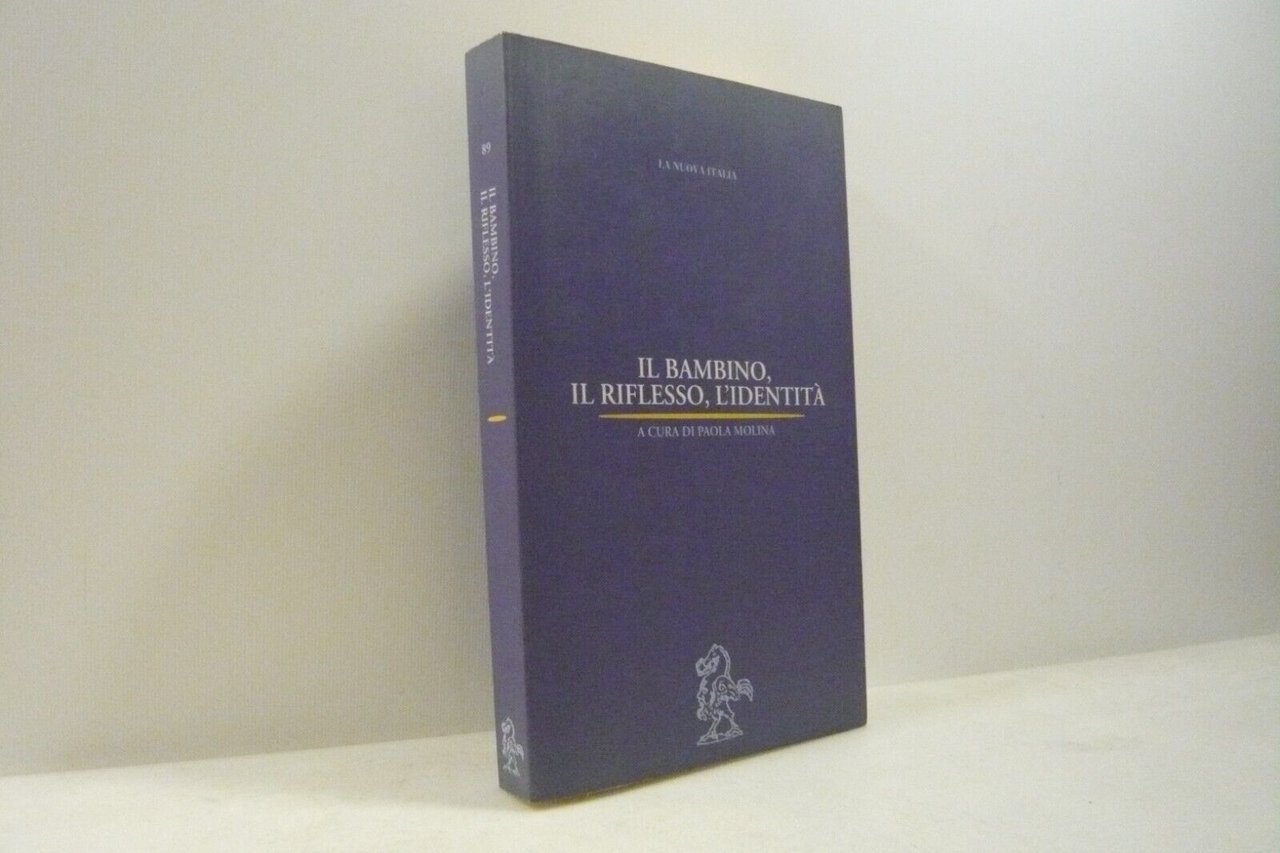 89
IL BAMBINO,
IL RIFLESSO, L'IDENTITÀ
LA NUOVA ITALIA
IL BAMBINO,
IL RIFLESSO, L'IDENTITÀ
A CURA DI PAOLA MOLINA